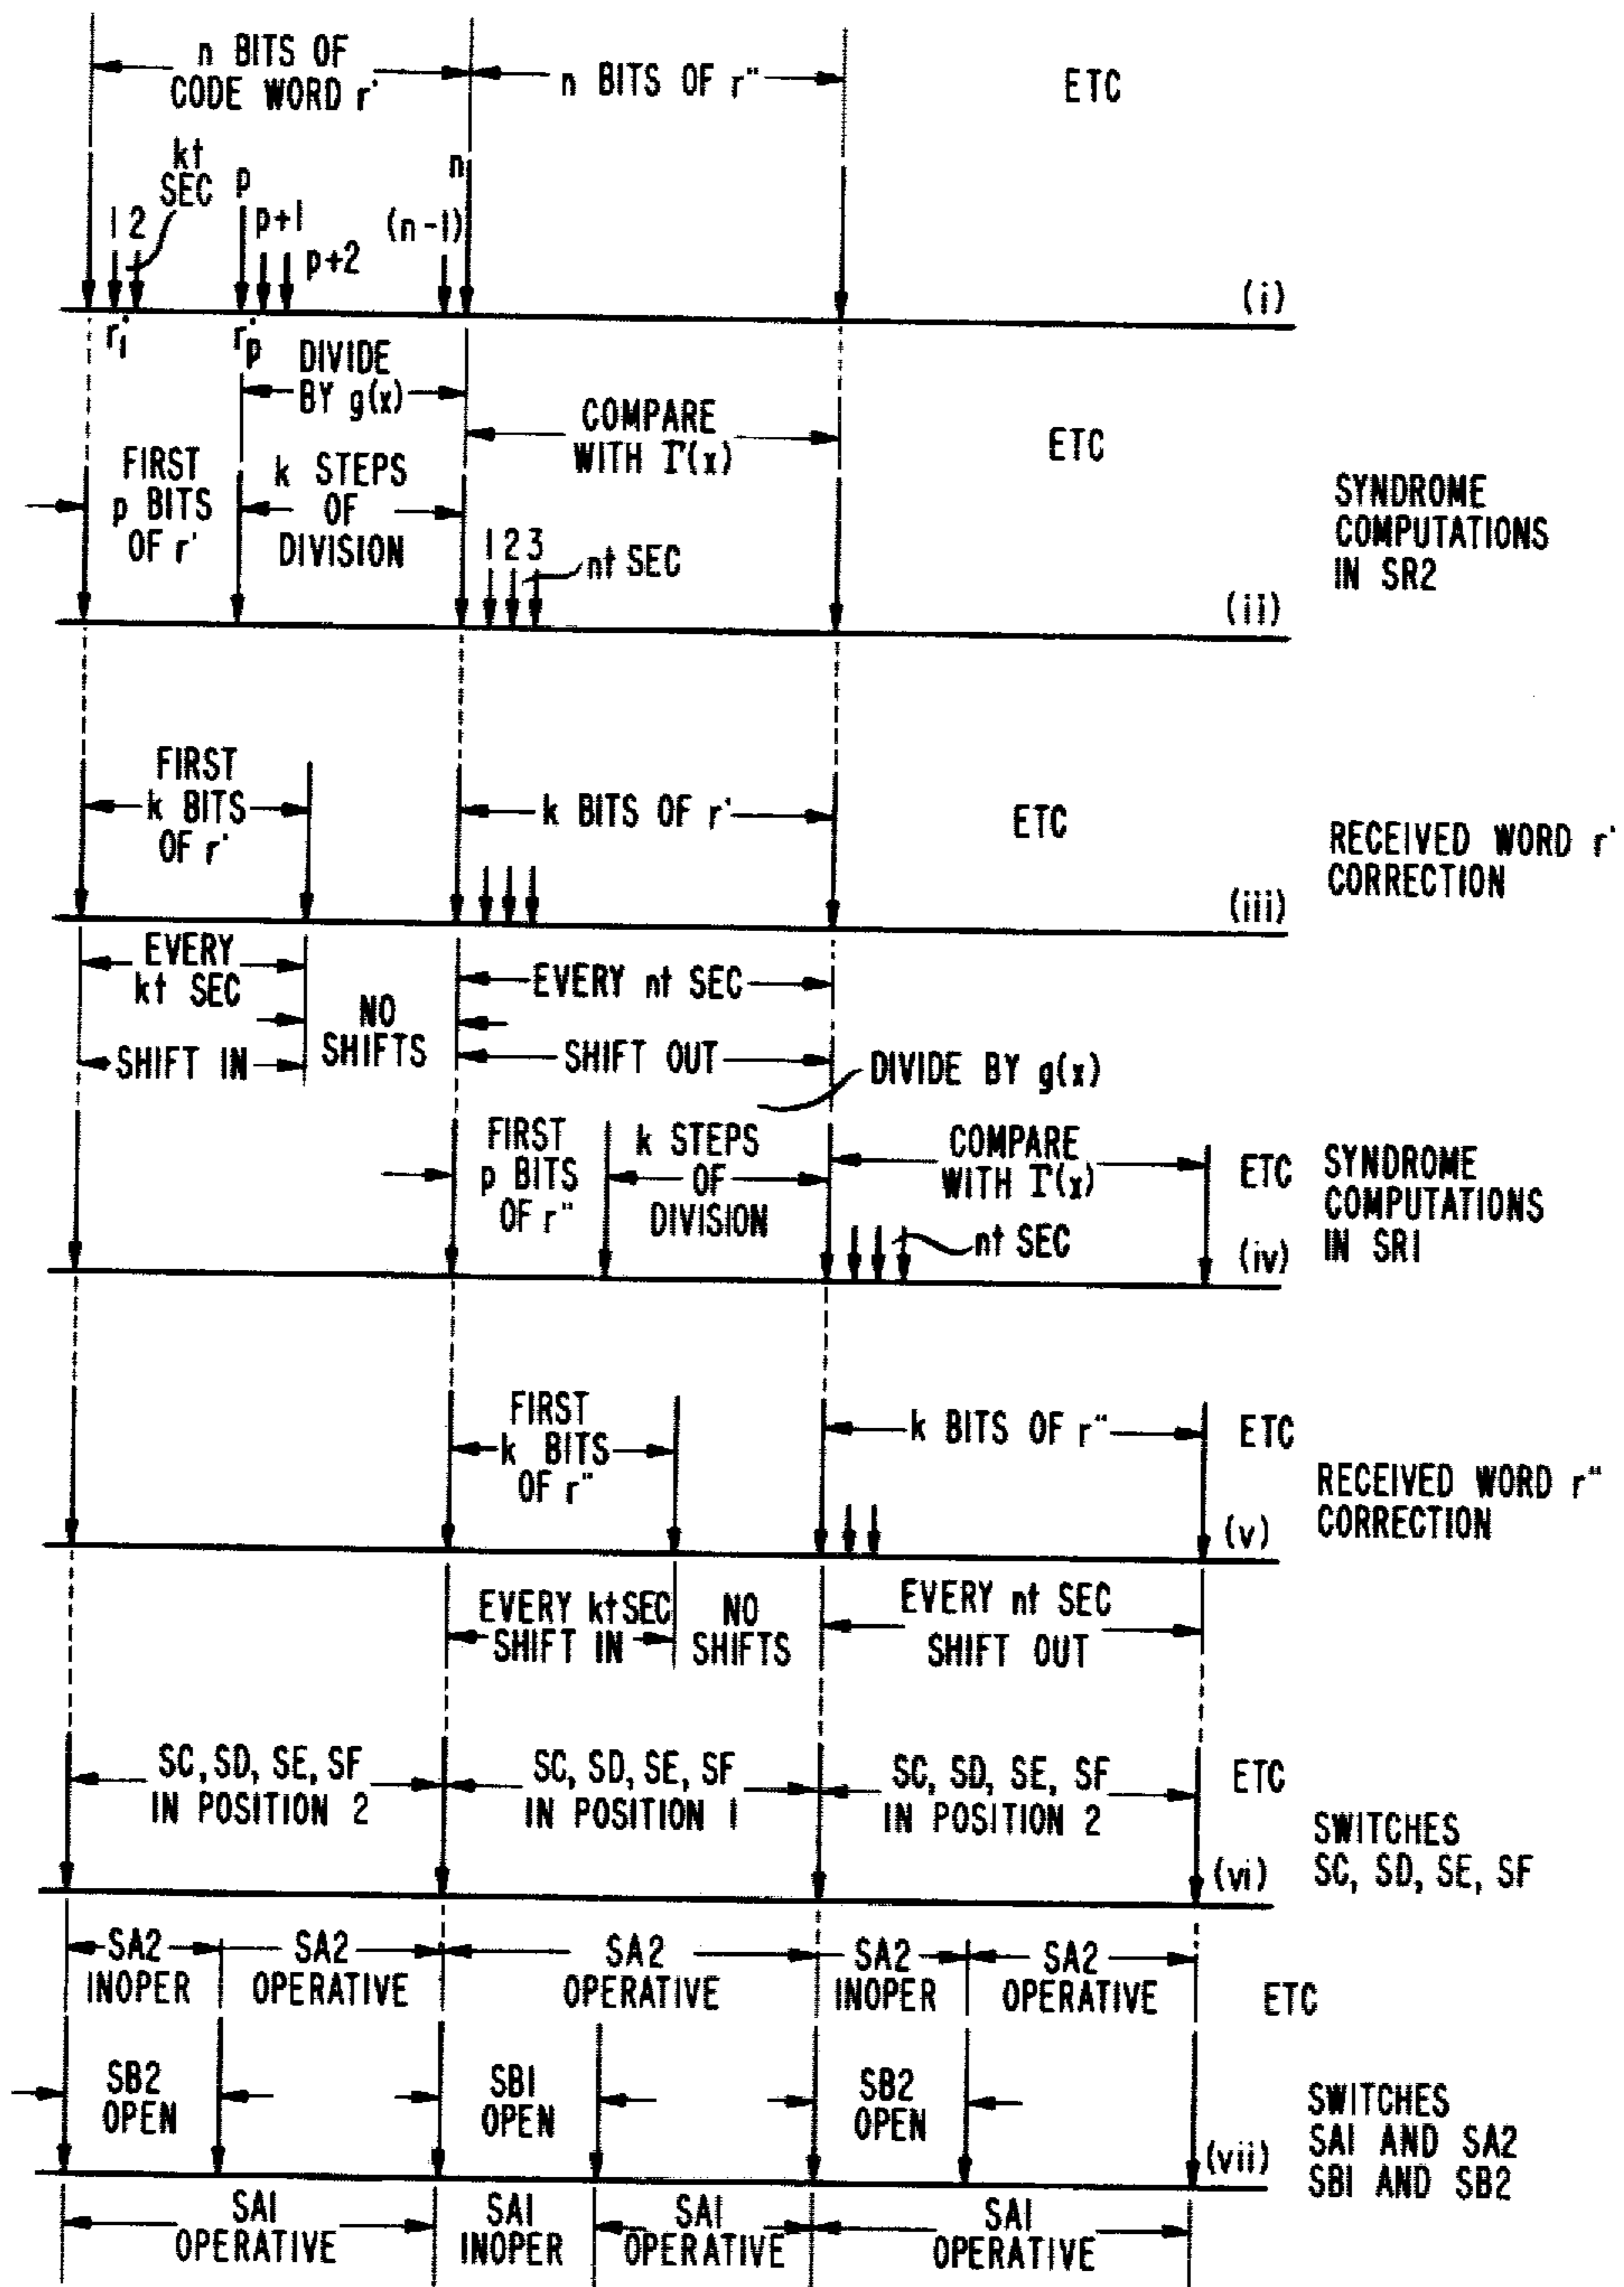 n BITS OF
CODE WORD r'
n BITS OF r"
ETC
kt
SEC
1 2
p
p+1
p+2
(n-1)
n
(i)
r'1
r'p
DIVIDE
BY g(x)
COMPARE
WITH I'(x)
ETC
FIRST
p BITS
OF r'
k STEPS
OF
DIVISION
1 2 3
nt SEC
(ii)
SYNDROME
COMPUTATIONS
IN SR2
FIRST
k BITS
OF r'
k BITS OF r'
ETC
(iii)
RECEIVED WORD r'
CORRECTION
EVERY
kt SEC
SHIFT IN
NO
SHIFTS
EVERY nt SEC
SHIFT OUT
DIVIDE BY g(x)
FIRST
p BITS
OF r"
k STEPS
OF
DIVISION
COMPARE
WITH I'(x)
nt SEC
ETC
(iv)
SYNDROME
COMPUTATIONS
IN SR1
FIRST
k BITS
OF r"
k BITS OF r"
ETC
(v)
RECEIVED WORD r"
CORRECTION
EVERY kt SEC
SHIFT IN
NO
SHIFTS
EVERY nt SEC
SHIFT OUT
SC, SD, SE, SF
IN POSITION 2
SC, SD, SE, SF
IN POSITION 1
SC, SD, SE, SF
IN POSITION 2
ETC
(vi)
SWITCHES
SC, SD, SE, SF
SA2
INOPER
SA2
OPERATIVE
SA2
OPERATIVE
SA2
INOPER
SA2
OPERATIVE
ETC
SB2
OPEN
SB1
OPEN
SB2
OPEN
(vii)
SWITCHES
SA1 AND SA2
SB1 AND SB2
SA1
OPERATIVE
SA1
INOPER
SA1
OPERATIVE
SA1
OPERATIVE